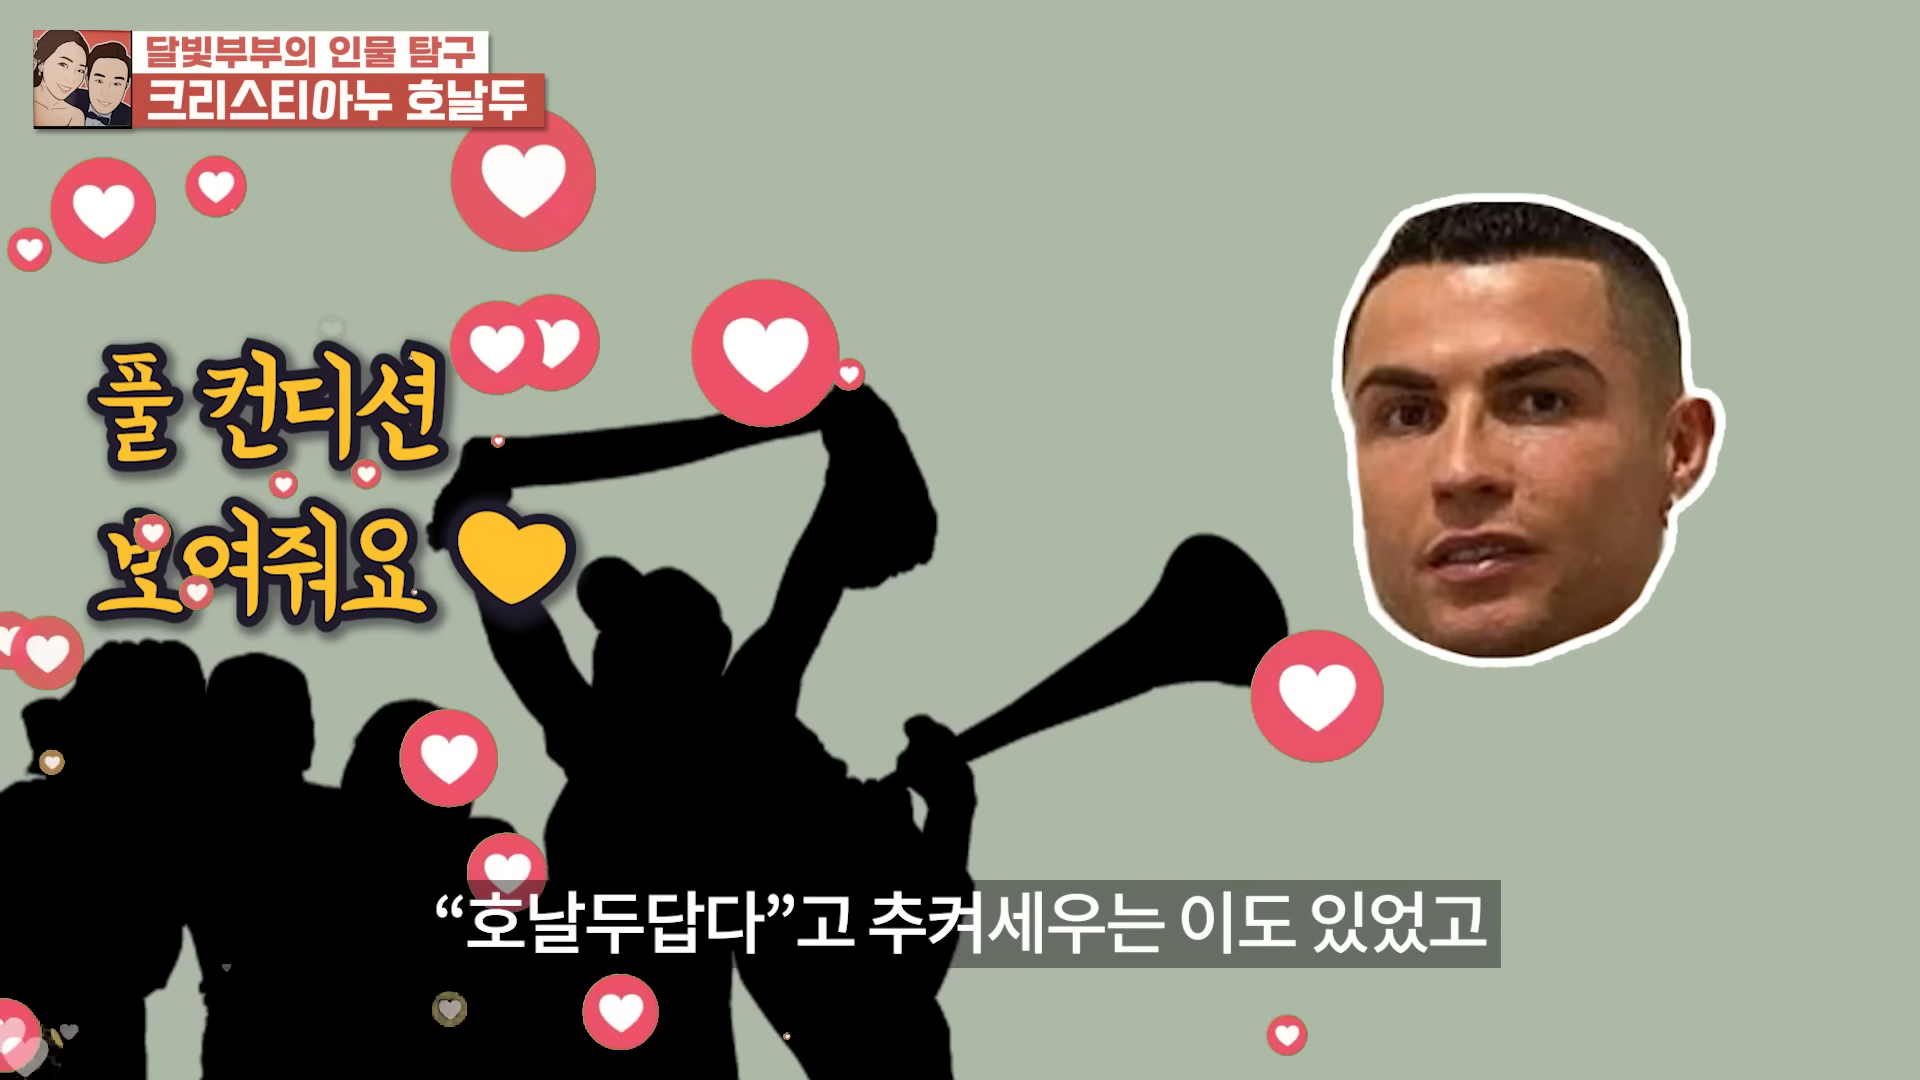 달빛부부의 인물 탐구
크리스티아누 호날두
풀 컨디션
보여줘요
“호날두답다”고 추켜세우는 이도 있었고